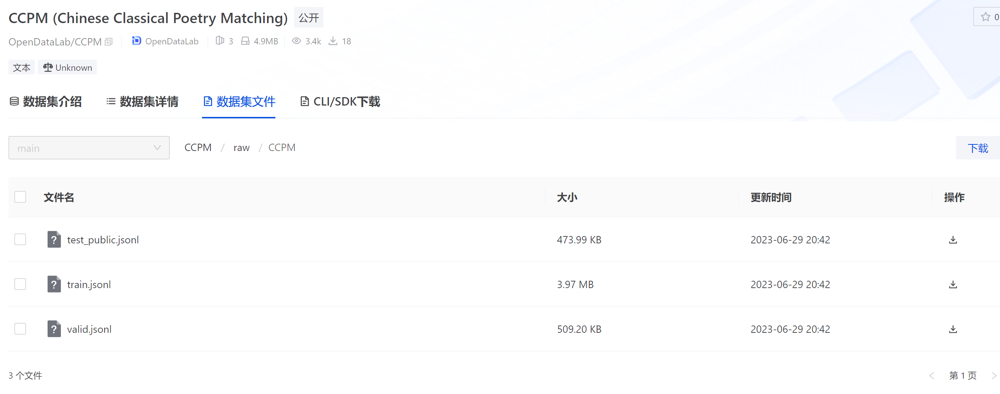 CCPM (Chinese Classical Poetry Matching) 公开
0
OpenDataLab/CCPM OpenDataLab 3 4.9MB 3.4k 18
文本 Unknown
数据集介绍 数据集详情 数据集文件 CLI/SDK下载
main CCPM / raw / CCPM 下载
文件名 大小 更新时间 操作
test_public.jsonl 473.99 KB 2023-06-29 20:42
train.jsonl 3.97 MB 2023-06-29 20:42
valid.jsonl 509.20 KB 2023-06-29 20:42
3 个文件 < 第 1 页 >